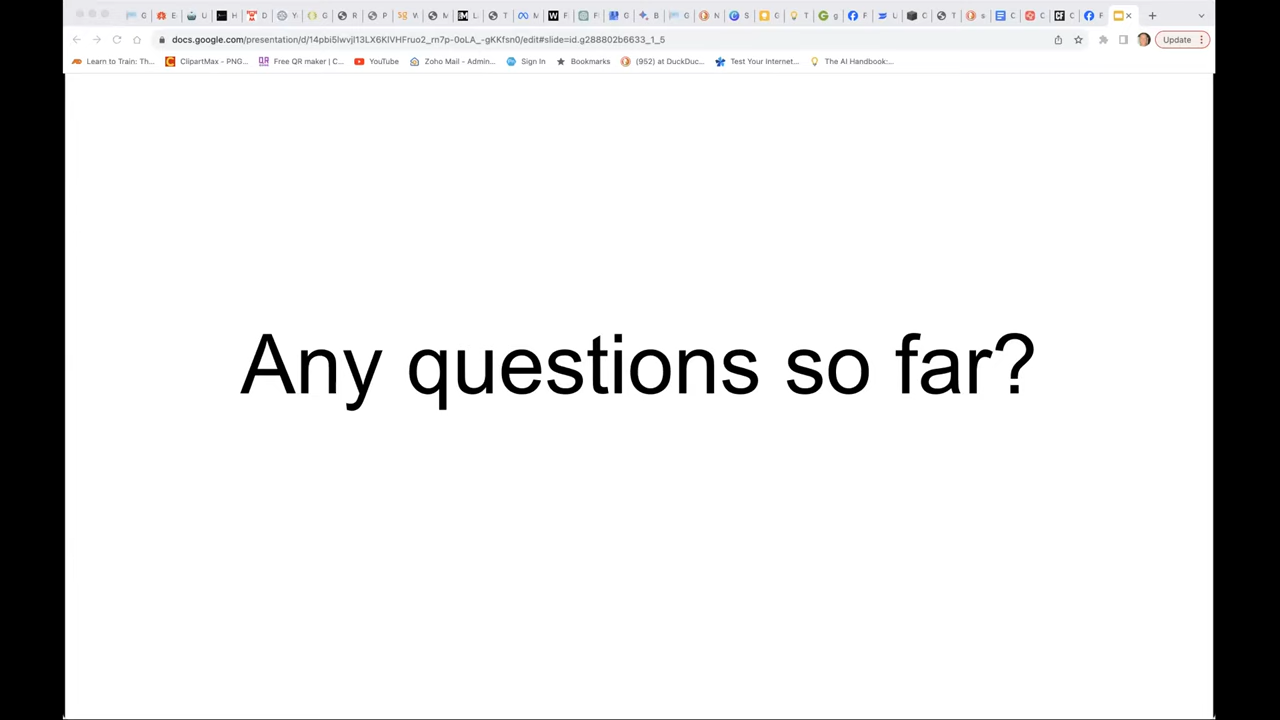 G E U H D Y G R P W M L T M F F G B G N C S G T g F U C T s C C C F
docs.google.com/presentation/d/14pbi5lwvjl13LX6KlVHFruo2_rn7p-0oLA_-gKKfsn0/edit#slide=id.g288802b6633_1_5 Update
Learn to Train: Th... ClipartMax - PNG... Free QR maker | C... YouTube Zoho Mail - Admin... Sign In Bookmarks (952) at DuckDuc... Test Your Internet... The AI Handbook:...
Any questions so far?